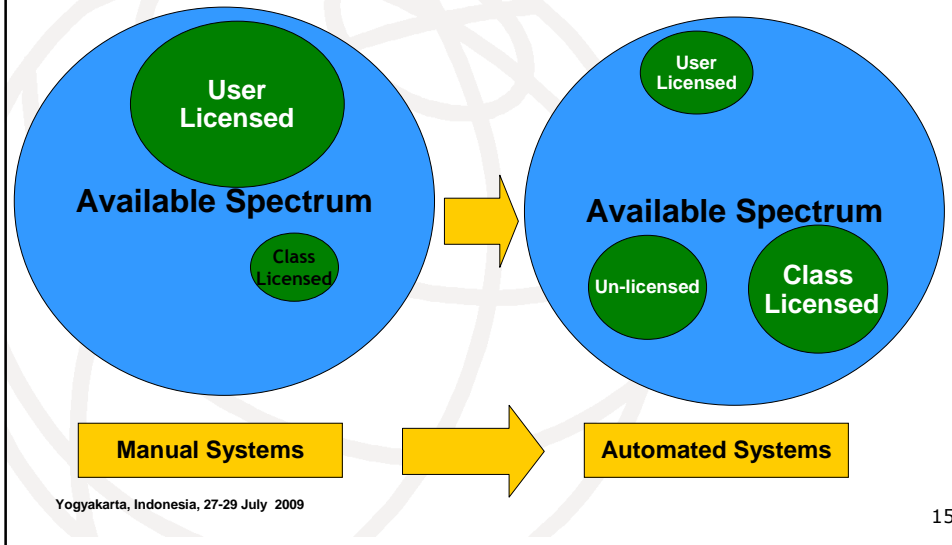 User
Licensed
Available Spectrum
Class
Licensed
User
Licensed
Available Spectrum
Un-licensed
Class
Licensed
Manual Systems
Automated Systems
Yogyakarta, Indonesia, 27-29 July 2009
15